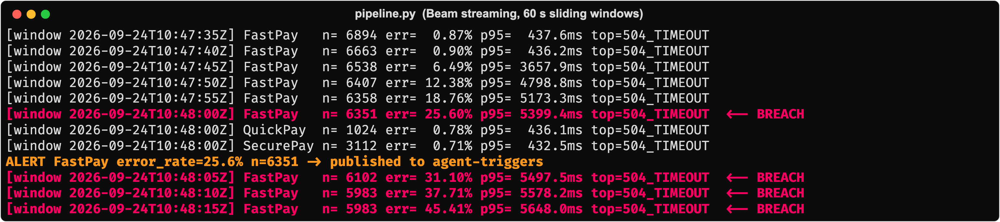 pipeline.py  (Beam streaming, 60 s sliding windows)
[window 2026-09-24T10:47:35Z] FastPay   n= 6894 err=  0.87% p95=  437.6ms top=504_TIMEOUT
[window 2026-09-24T10:47:40Z] FastPay   n= 6663 err=  0.90% p95=  436.2ms top=504_TIMEOUT
[window 2026-09-24T10:47:45Z] FastPay   n= 6538 err=  6.49% p95= 3657.9ms top=504_TIMEOUT
[window 2026-09-24T10:47:50Z] FastPay   n= 6407 err= 12.38% p95= 4798.8ms top=504_TIMEOUT
[window 2026-09-24T10:47:55Z] FastPay   n= 6358 err= 18.76% p95= 5173.3ms top=504_TIMEOUT
[window 2026-09-24T10:48:00Z] FastPay   n= 6351 err= 25.60% p95= 5399.4ms top=504_TIMEOUT  ⟵ BREACH
[window 2026-09-24T10:48:00Z] QuickPay  n= 1024 err=  0.78% p95=  436.1ms top=504_TIMEOUT
[window 2026-09-24T10:48:00Z] SecurePay n= 3112 err=  0.71% p95=  432.5ms top=504_TIMEOUT
ALERT FastPay error_rate=25.6% n=6351 → published to agent-triggers
[window 2026-09-24T10:48:05Z] FastPay   n= 6102 err= 31.10% p95= 5497.5ms top=504_TIMEOUT  ⟵ BREACH
[window 2026-09-24T10:48:10Z] FastPay   n= 5983 err= 37.71% p95= 5578.2ms top=504_TIMEOUT  ⟵ BREACH
[window 2026-09-24T10:48:15Z] FastPay   n= 5983 err= 45.41% p95= 5648.0ms top=504_TIMEOUT  ⟵ BREACH